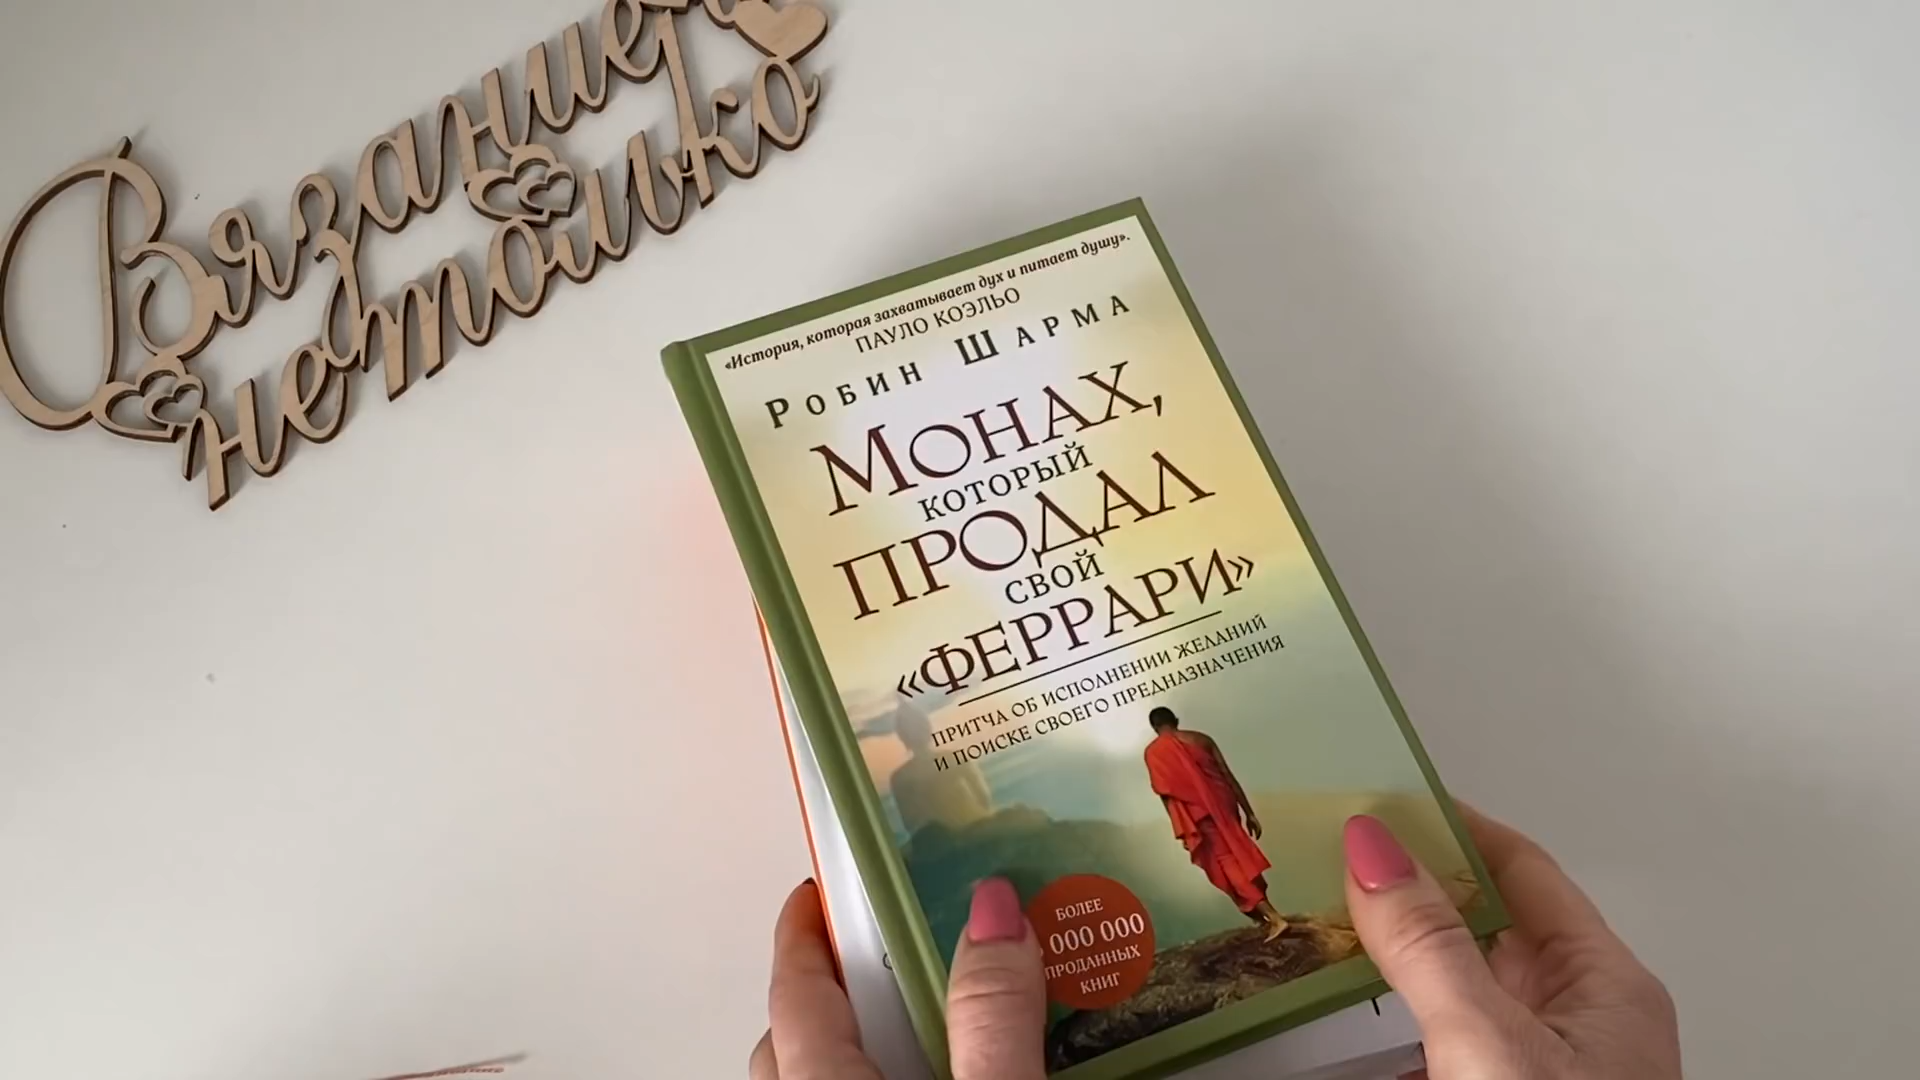 Вязание
не только
«История, которая захватывает дух и питает душу».
ПАУЛО КОЭЛЬО
РОБИН ШАРМА
МОНАХ,
КОТОРЫЙ
ПРОДАЛ
СВОЙ
«ФЕРРАРИ»
ПРИТЧА ОБ ИСПОЛНЕНИИ ЖЕЛАНИЙ
И ПОИСКЕ СВОЕГО ПРЕДНАЗНАЧЕНИЯ
БОЛЕЕ
000 000
ПРОДАННЫХ
КНИГ